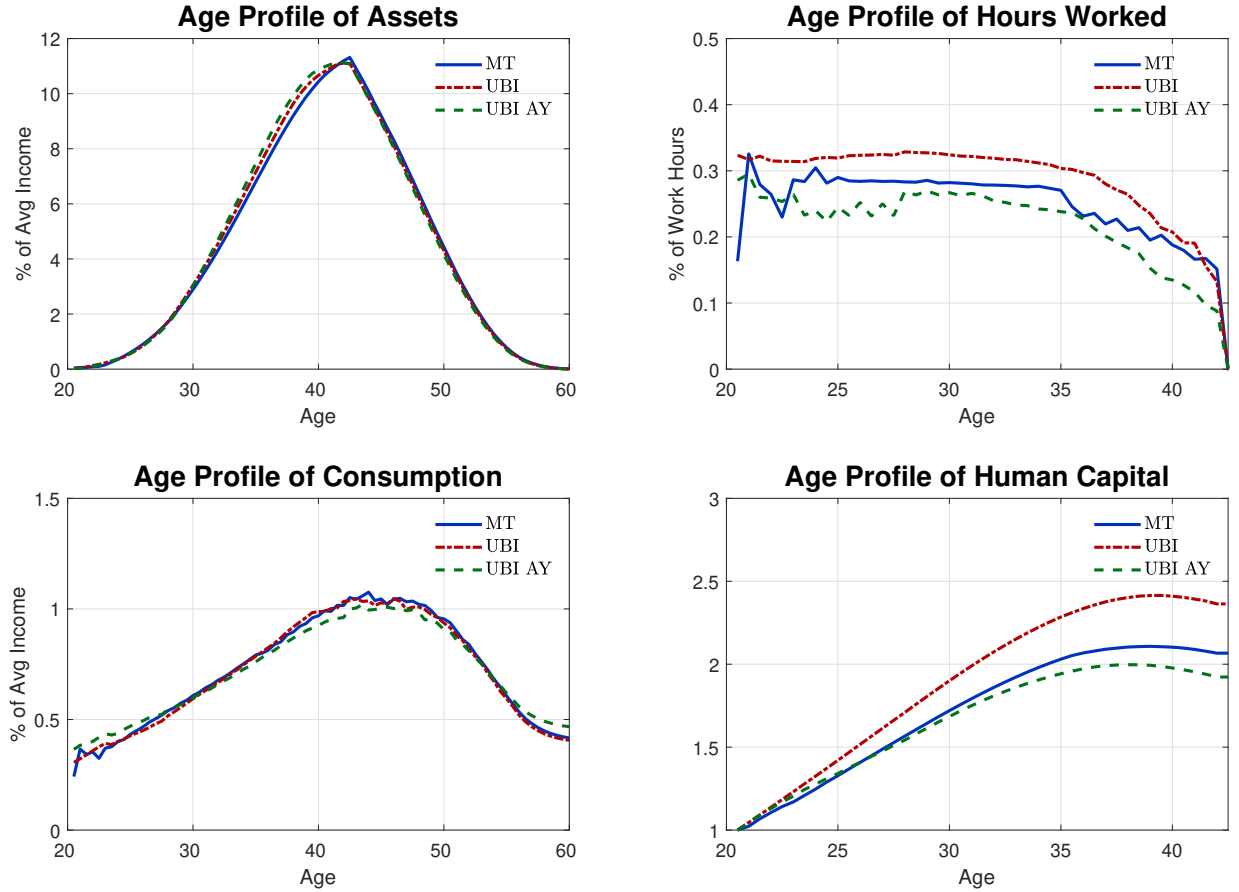 Age Profile of Assets
% of Avg Income
12
10
8
6
4
2
0
20
30
40
50
60
Age
MT
UBI
UBI AY
Age Profile of Hours Worked
% of Work Hours
0.5
0.4
0.3
0.2
0.1
0
20
25
30
35
40
Age
MT
UBI
UBI AY
Age Profile of Consumption
% of Avg Income
1.5
1
0.5
0
20
30
40
50
60
Age
MT
UBI
UBI AY
Age Profile of Human Capital
3
2.5
2
1.5
1
20
25
30
35
40
Age
MT
UBI
UBI AY